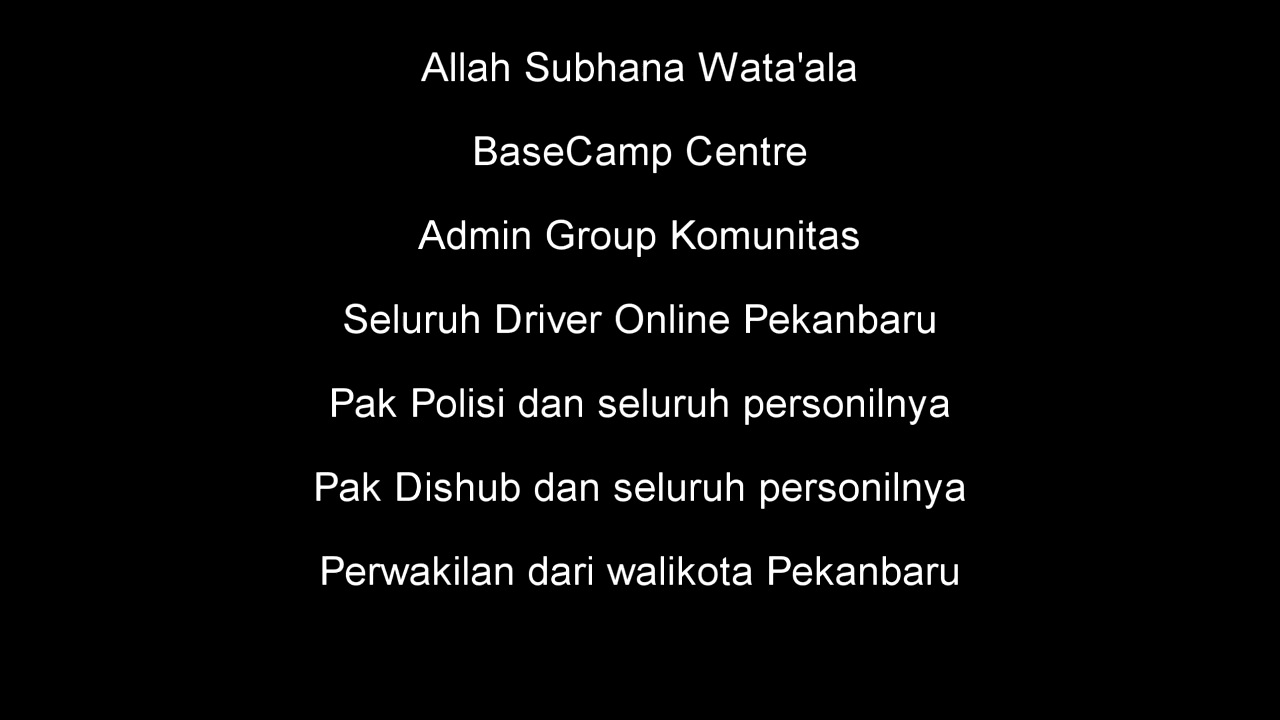 Allah Subhana Wata'ala
BaseCamp Centre
Admin Group Komunitas
Seluruh Driver Online Pekanbaru
Pak Polisi dan seluruh personilnya
Pak Dishub dan seluruh personilnya
Perwakilan dari walikota Pekanbaru